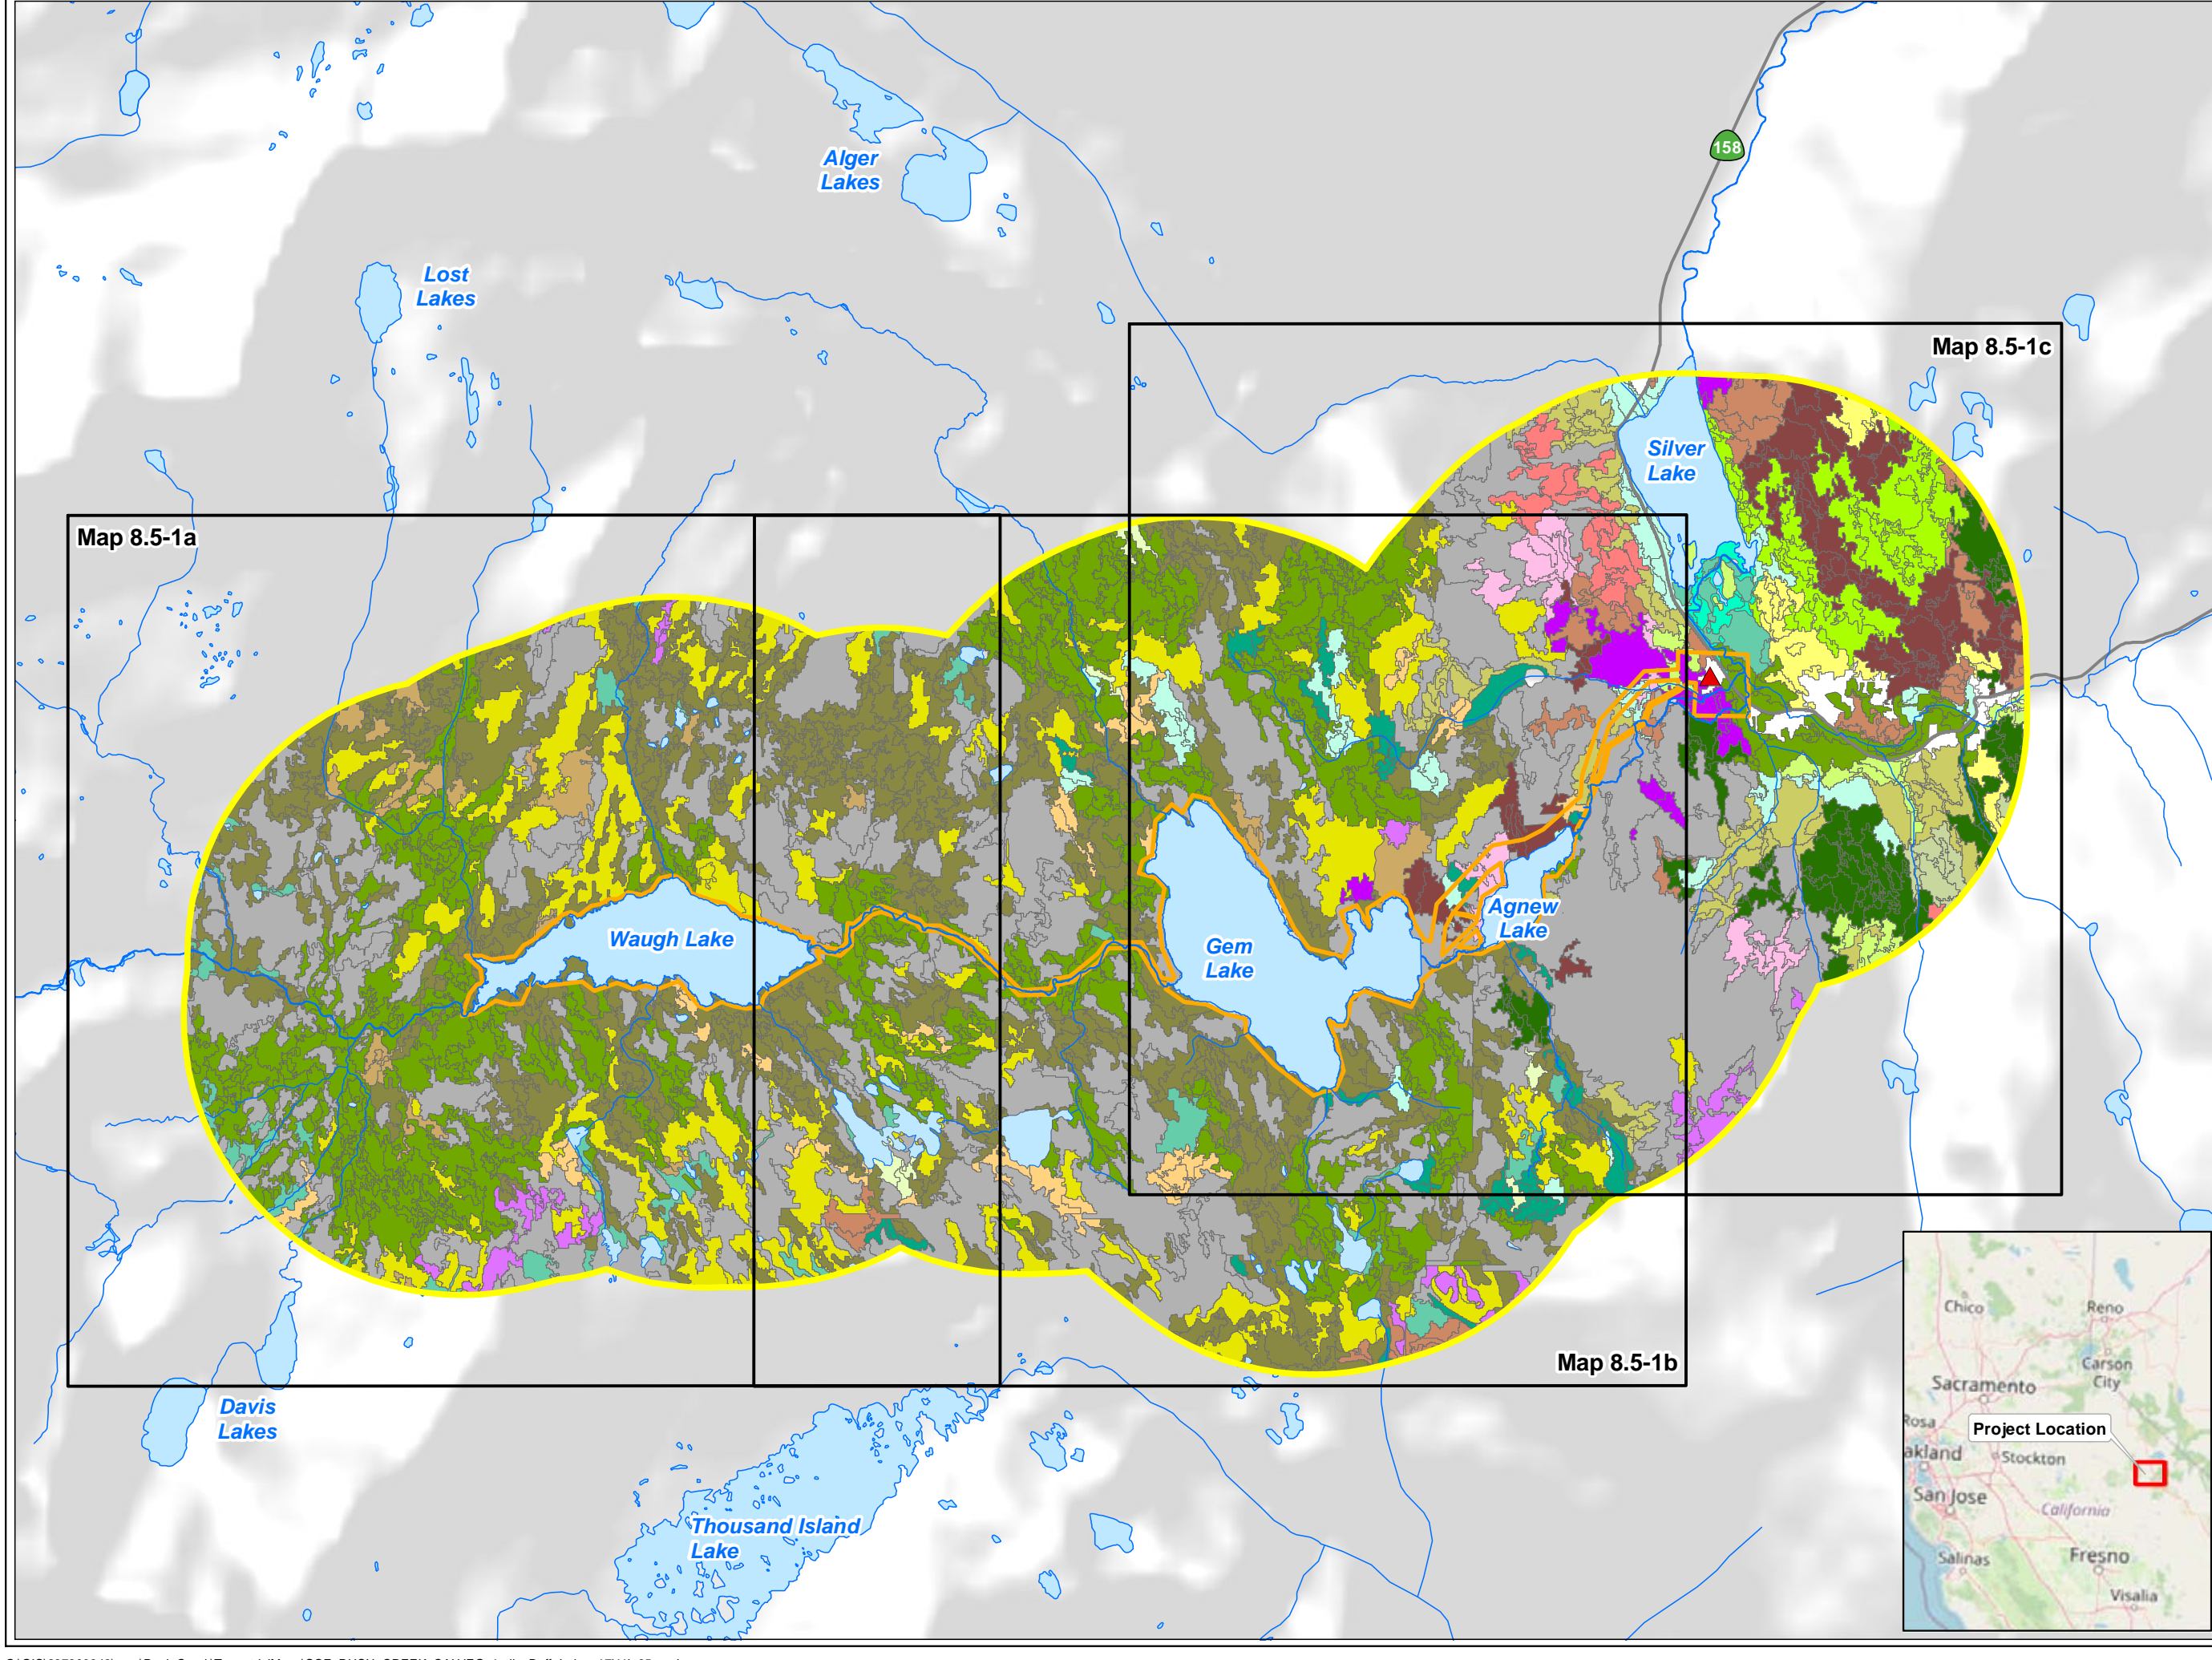 158
Alger
Lakes
Lost
Lakes
Map 8.5-1c
Silver
Lake
Map 8.5-1a
Agnew
Lake
Waugh Lake
Gem
Lake
Map 8.5-1b
Davis
Lakes
Thousand Island
Lake
Chico
Reno
Carson
City
Sacramento
Rosa
Project Location
akland
Stockton
San Jose
California
Salinas
Fresno
Visalia